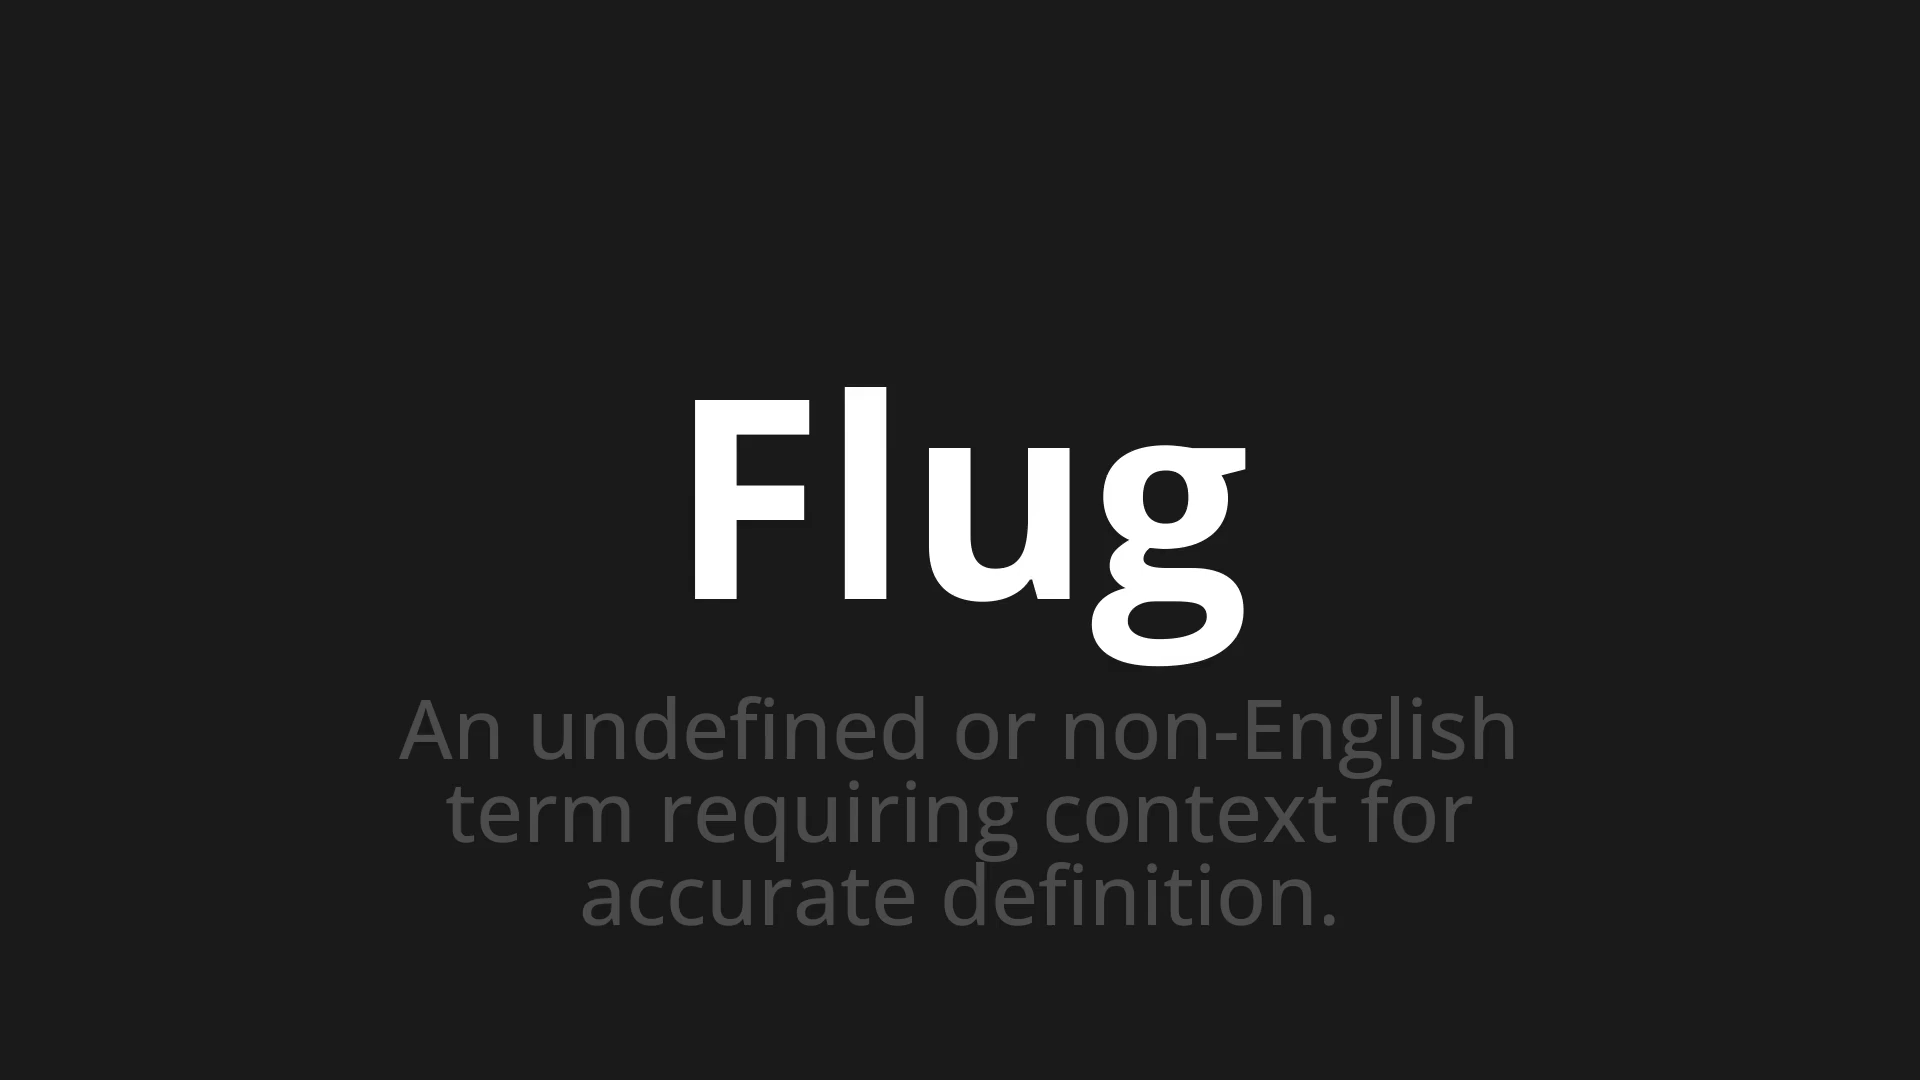 Flug
An undefined or non-English
term requiring context for
accurate definition.